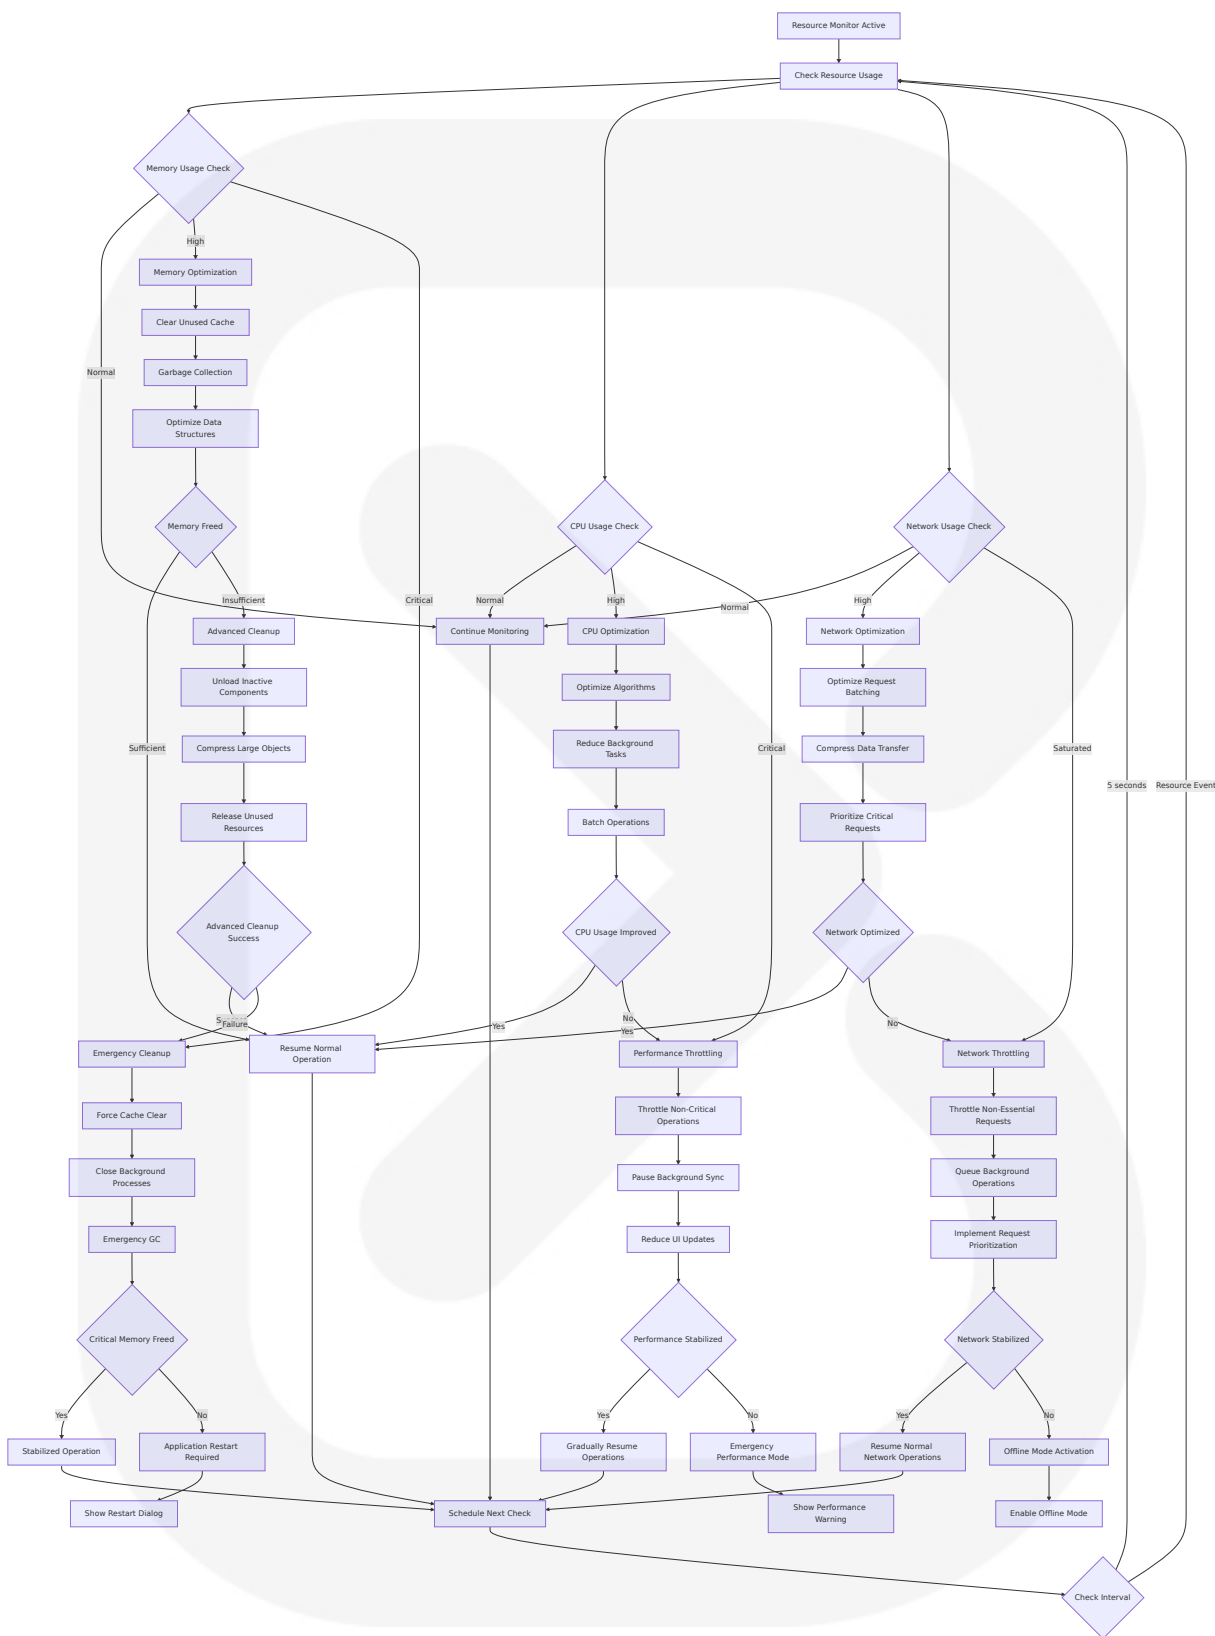 Resource Monitor Active
Check Resource Usage
Memory Usage Check
High
Memory Optimization
Clear Unused Cache
Garbage Collection
Normal
Optimize Data
Structures
Memory Freed
CPU Usage Check
Network Usage Check
Insufficient
Critical
Normal
High
Normal
High
Advanced Cleanup
Continue Monitoring
CPU Optimization
Network Optimization
Unload Inactive
Components
Optimize Algorithms
Optimize Request
Batching
Sufficient
Compress Large Objects
Reduce Background
Tasks
Critical
Compress Data Transfer
Saturated
5 seconds
Resource Event
Release Unused
Resources
Batch Operations
Prioritize Critical
Requests
Advanced Cleanup
Success
CPU Usage Improved
Network Optimized
Failure
Yes
No
Yes
No
Emergency Cleanup
Resume Normal
Operation
Performance Throttling
Network Throttling
Force Cache Clear
Throttle Non-Critical
Operations
Throttle Non-Essential
Requests
Close Background
Processes
Pause Background Sync
Queue Background
Operations
Emergency GC
Reduce UI Updates
Implement Request
Prioritization
Critical Memory Freed
Performance Stabilized
Network Stabilized
Yes
No
Yes
No
Yes
No
Stabilized Operation
Application Restart
Required
Gradually Resume
Operations
Emergency
Performance Mode
Resume Normal
Network Operations
Offline Mode Activation
Show Restart Dialog
Schedule Next Check
Show Performance
Warning
Enable Offline Mode
Check Interval